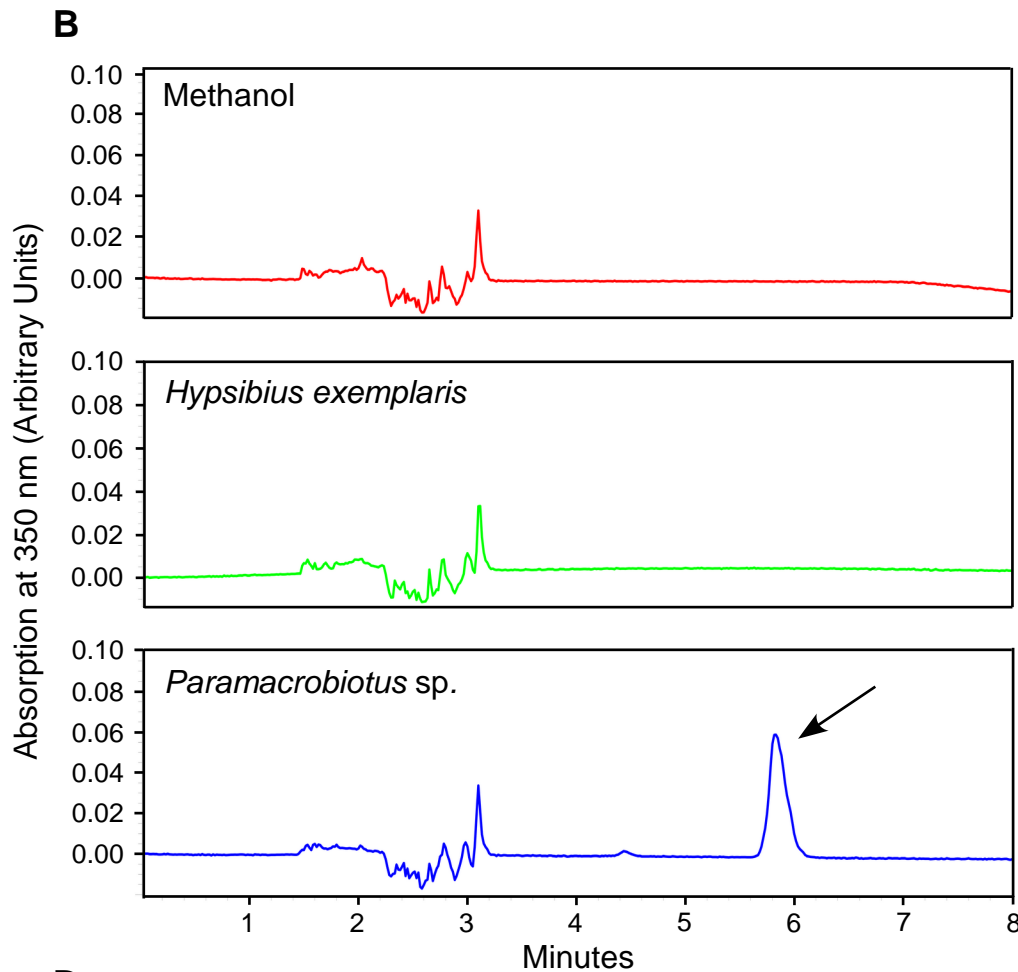 B
Absorption at 350 nm (Arbitrary Units)
0.10
0.08
0.06
0.04
0.02
0.00
Methanol
0.10
0.08
0.06
0.04
0.02
0.00
Hypsibius exemplaris
0.10
0.08
0.06
0.04
0.02
0.00
Paramacrobiotus sp.
1 2 3 4 5 6 7 8
Minutes